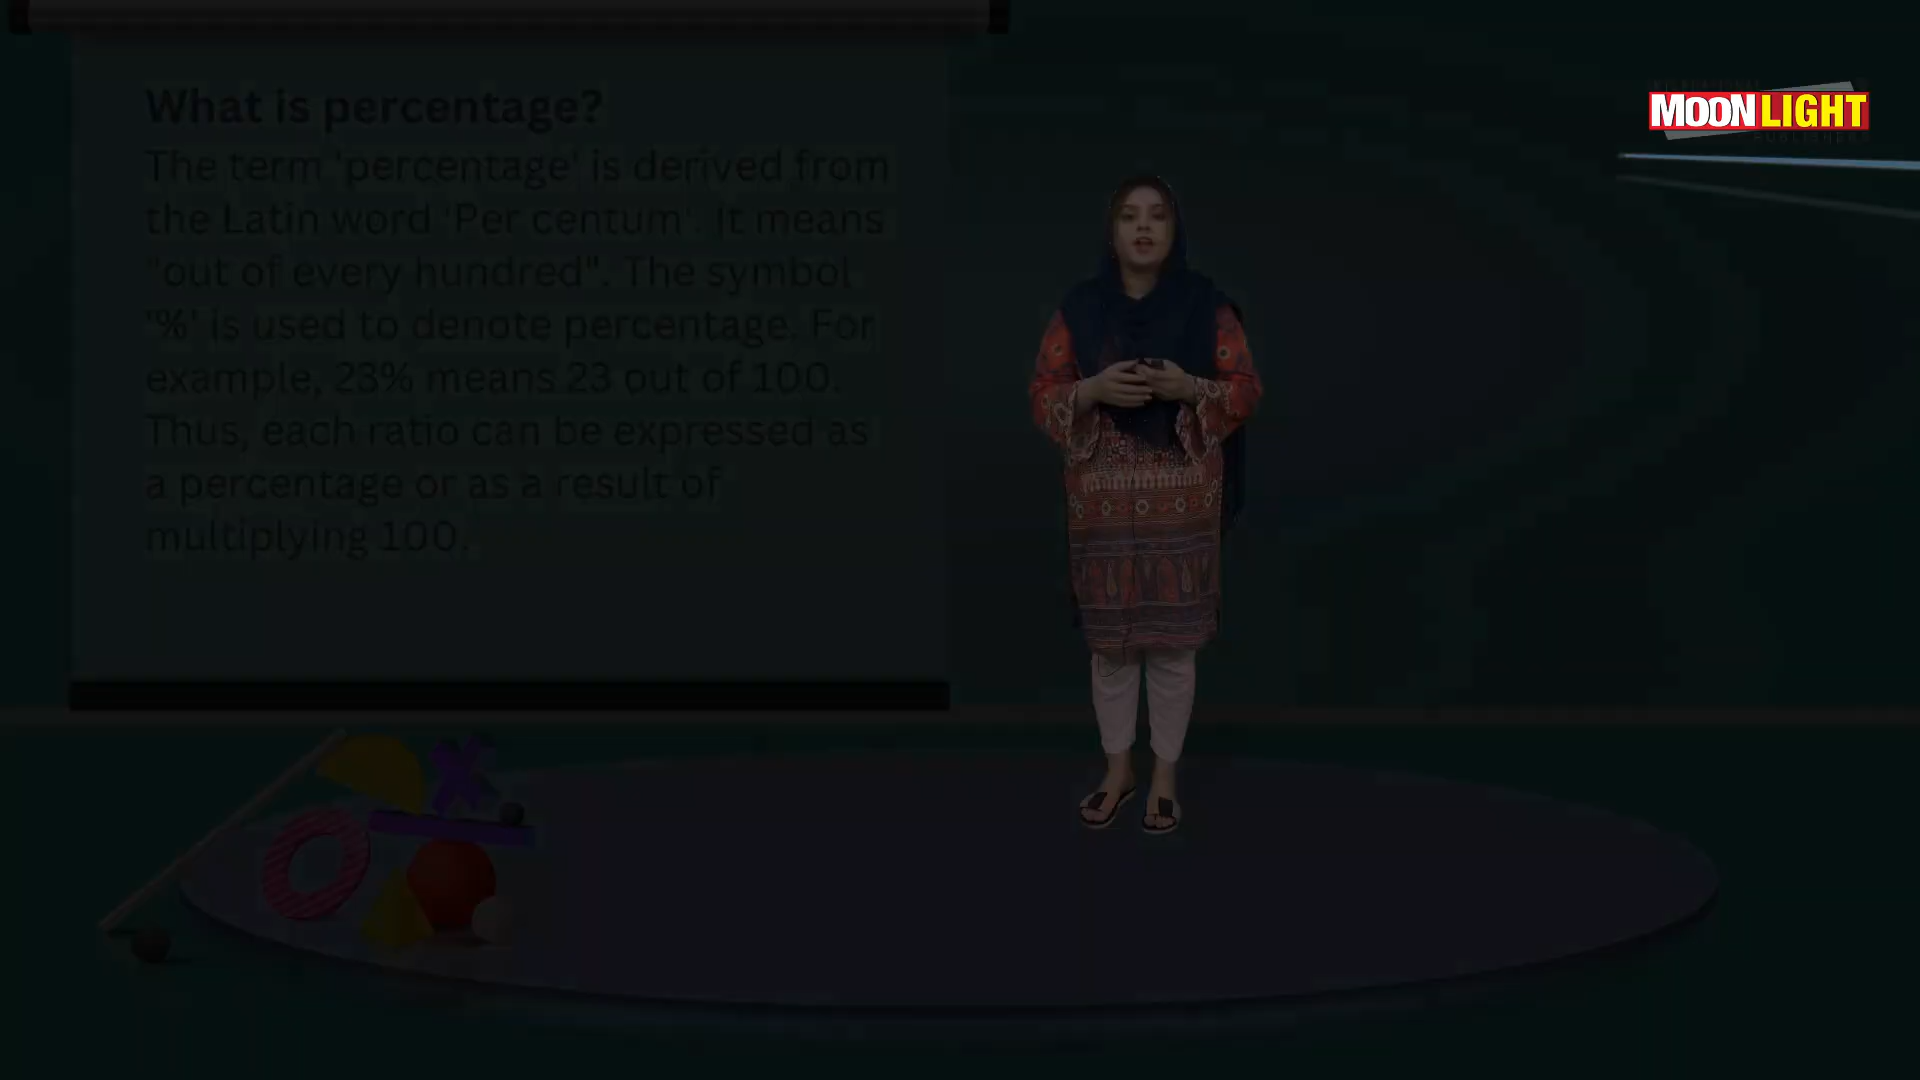 What is percentage?
The term 'percentage' is derived from
the Latin word 'Per centum'. It means
"out of every hundred". The symbol
'%' is used to denote percentage. For
example, 23% means 23 out of 100.
Thus, each ratio can be expressed as
a percentage or as a result of
multiplying 100.
MOONLIGHT
PUBLISHERS